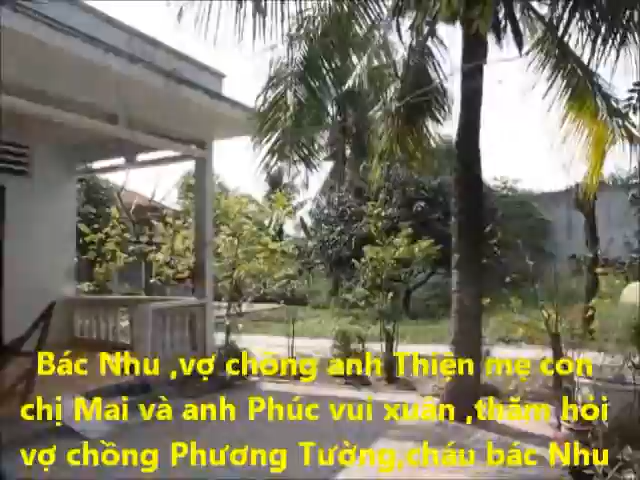 Bác Nhu ,vợ chồng anh Thiện mẹ con
chị Mai và anh Phúc vui xuân ,thăm hỏi
vợ chồng Phương Tường,cháu bác Nhu